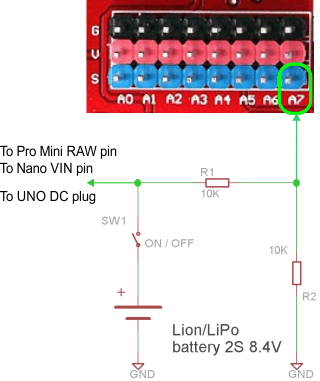 G
V
S
A0 A1 A2 A3 A4 A5 A6 A7
To Pro Mini RAW pin
To Nano VIN pin
To UNO DC plug
R1
10K
SW1
ON / OFF
10K
R2
+
Lion/LiPo
battery 2S 8.4V
GND
GND